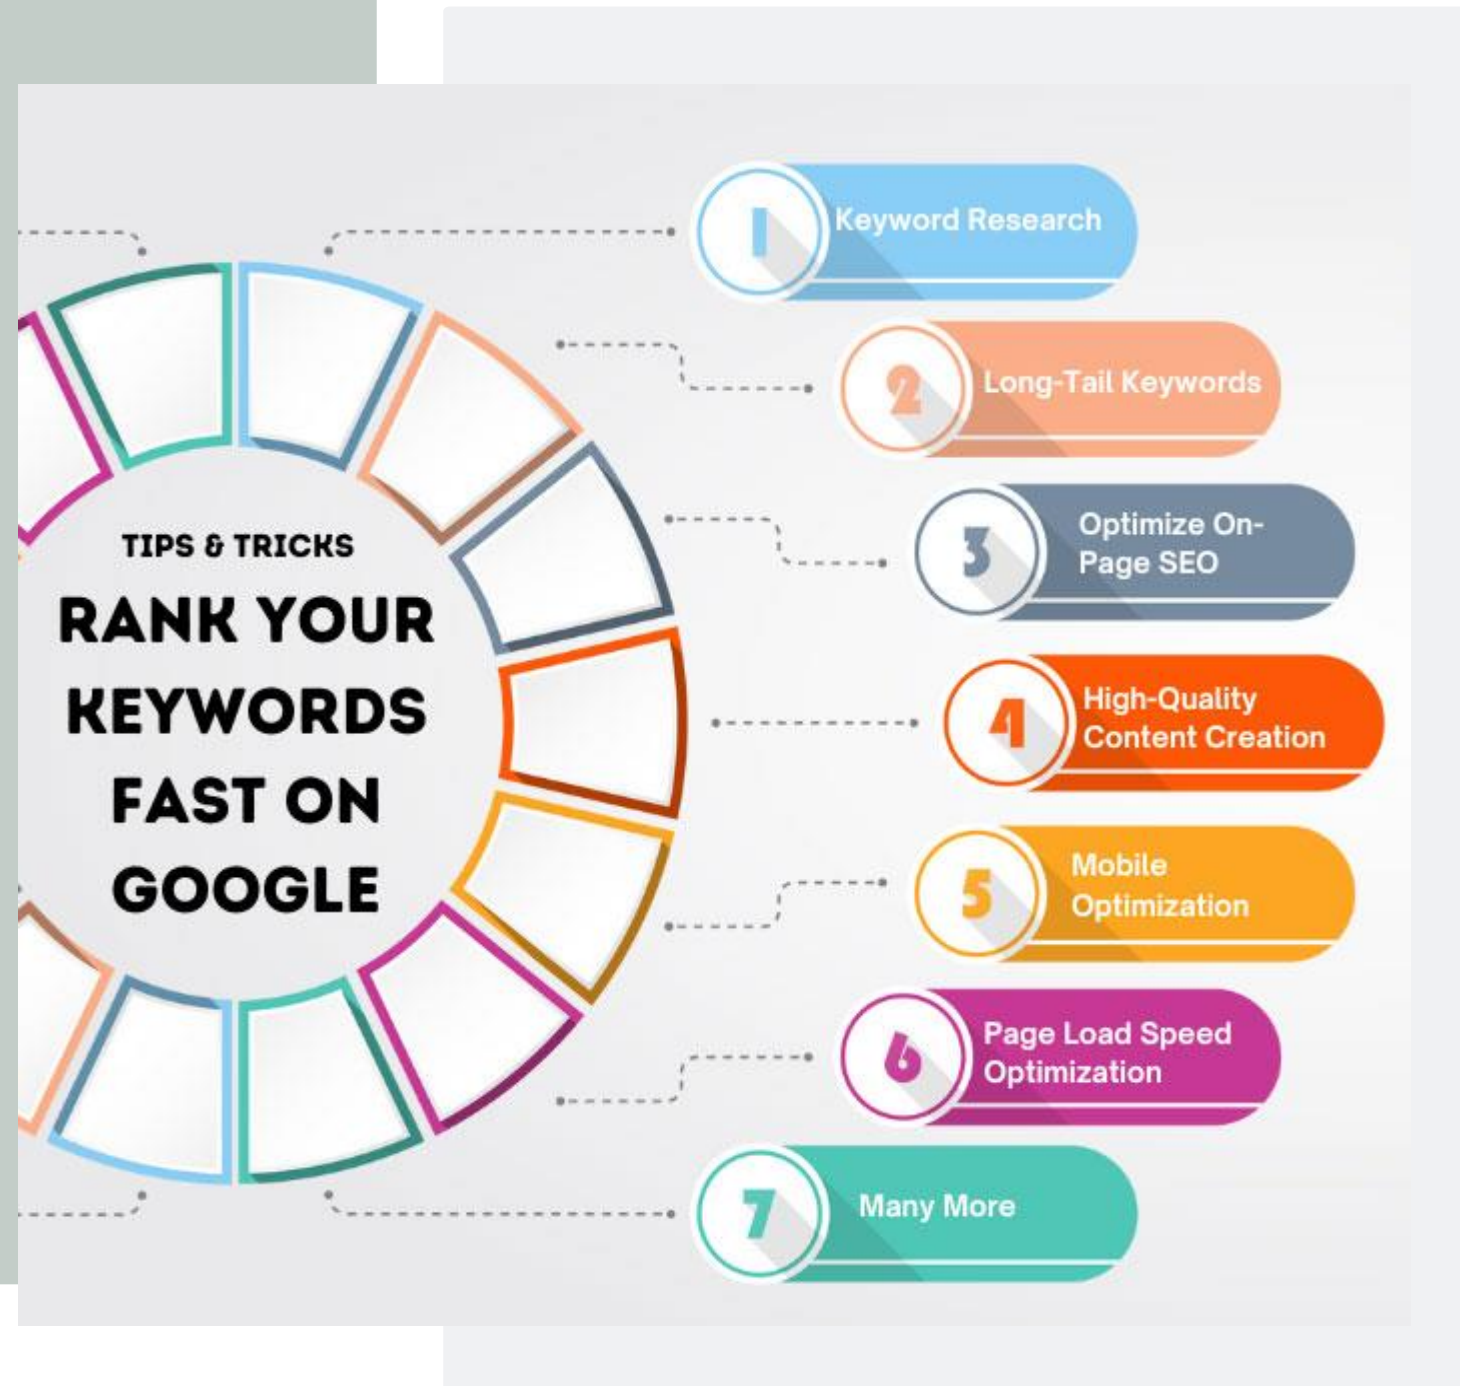 TIPS & TRICKS
RANK YOUR
KEYWORDS
FAST ON
GOOGLE
1
Keyword Research
2
Long-Tail Keywords
3
Optimize On-
Page SEO
4
High-Quality
Content Creation
5
Mobile
Optimization
6
Page Load Speed
Optimization
7
Many More